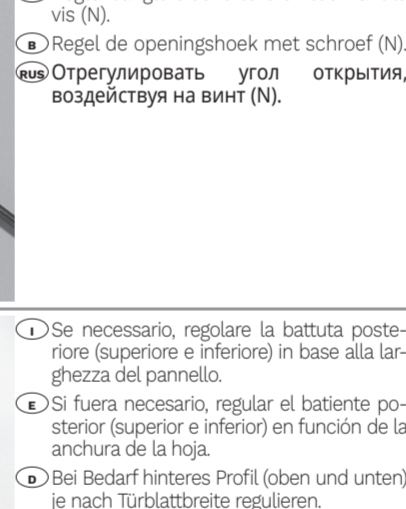 vis (N).
B Regel de openingshoek met schroef (N).
RUS Отрегулировать угол открытия,
воздействуя на винт (N).
I Se necessario, regolare la battuta poste-
riore (superiore e inferiore) in base alla lar-
ghezza del pannello.
E Si fuera necesario, regular el batiente po-
sterior (superior e inferior) en función de la
anchura de la hoja.
D Bei Bedarf hinteres Profil (oben und unten)
je nach Türblattbreite regulieren.